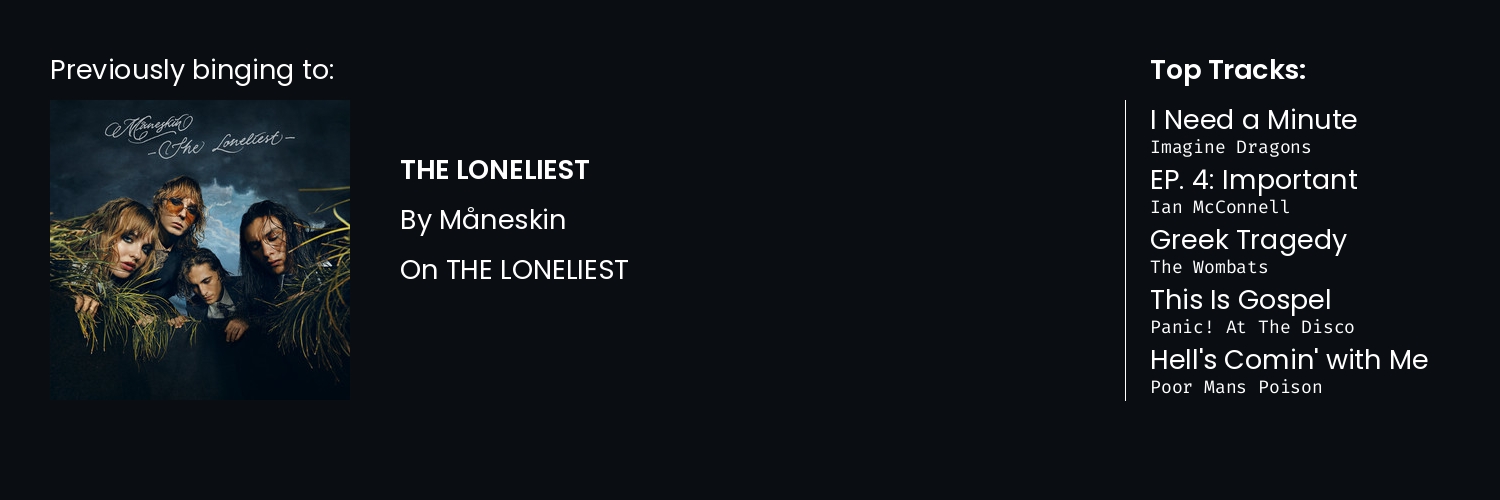 Previously binging to:
Måneskin
-The Loneliest-
THE LONELIEST
By Måneskin
On THE LONELIEST
Top Tracks:
I Need a Minute
Imagine Dragons
EP. 4: Important
Ian McConnell
Greek Tragedy
The Wombats
This Is Gospel
Panic! At The Disco
Hell's Comin' with Me
Poor Mans Poison